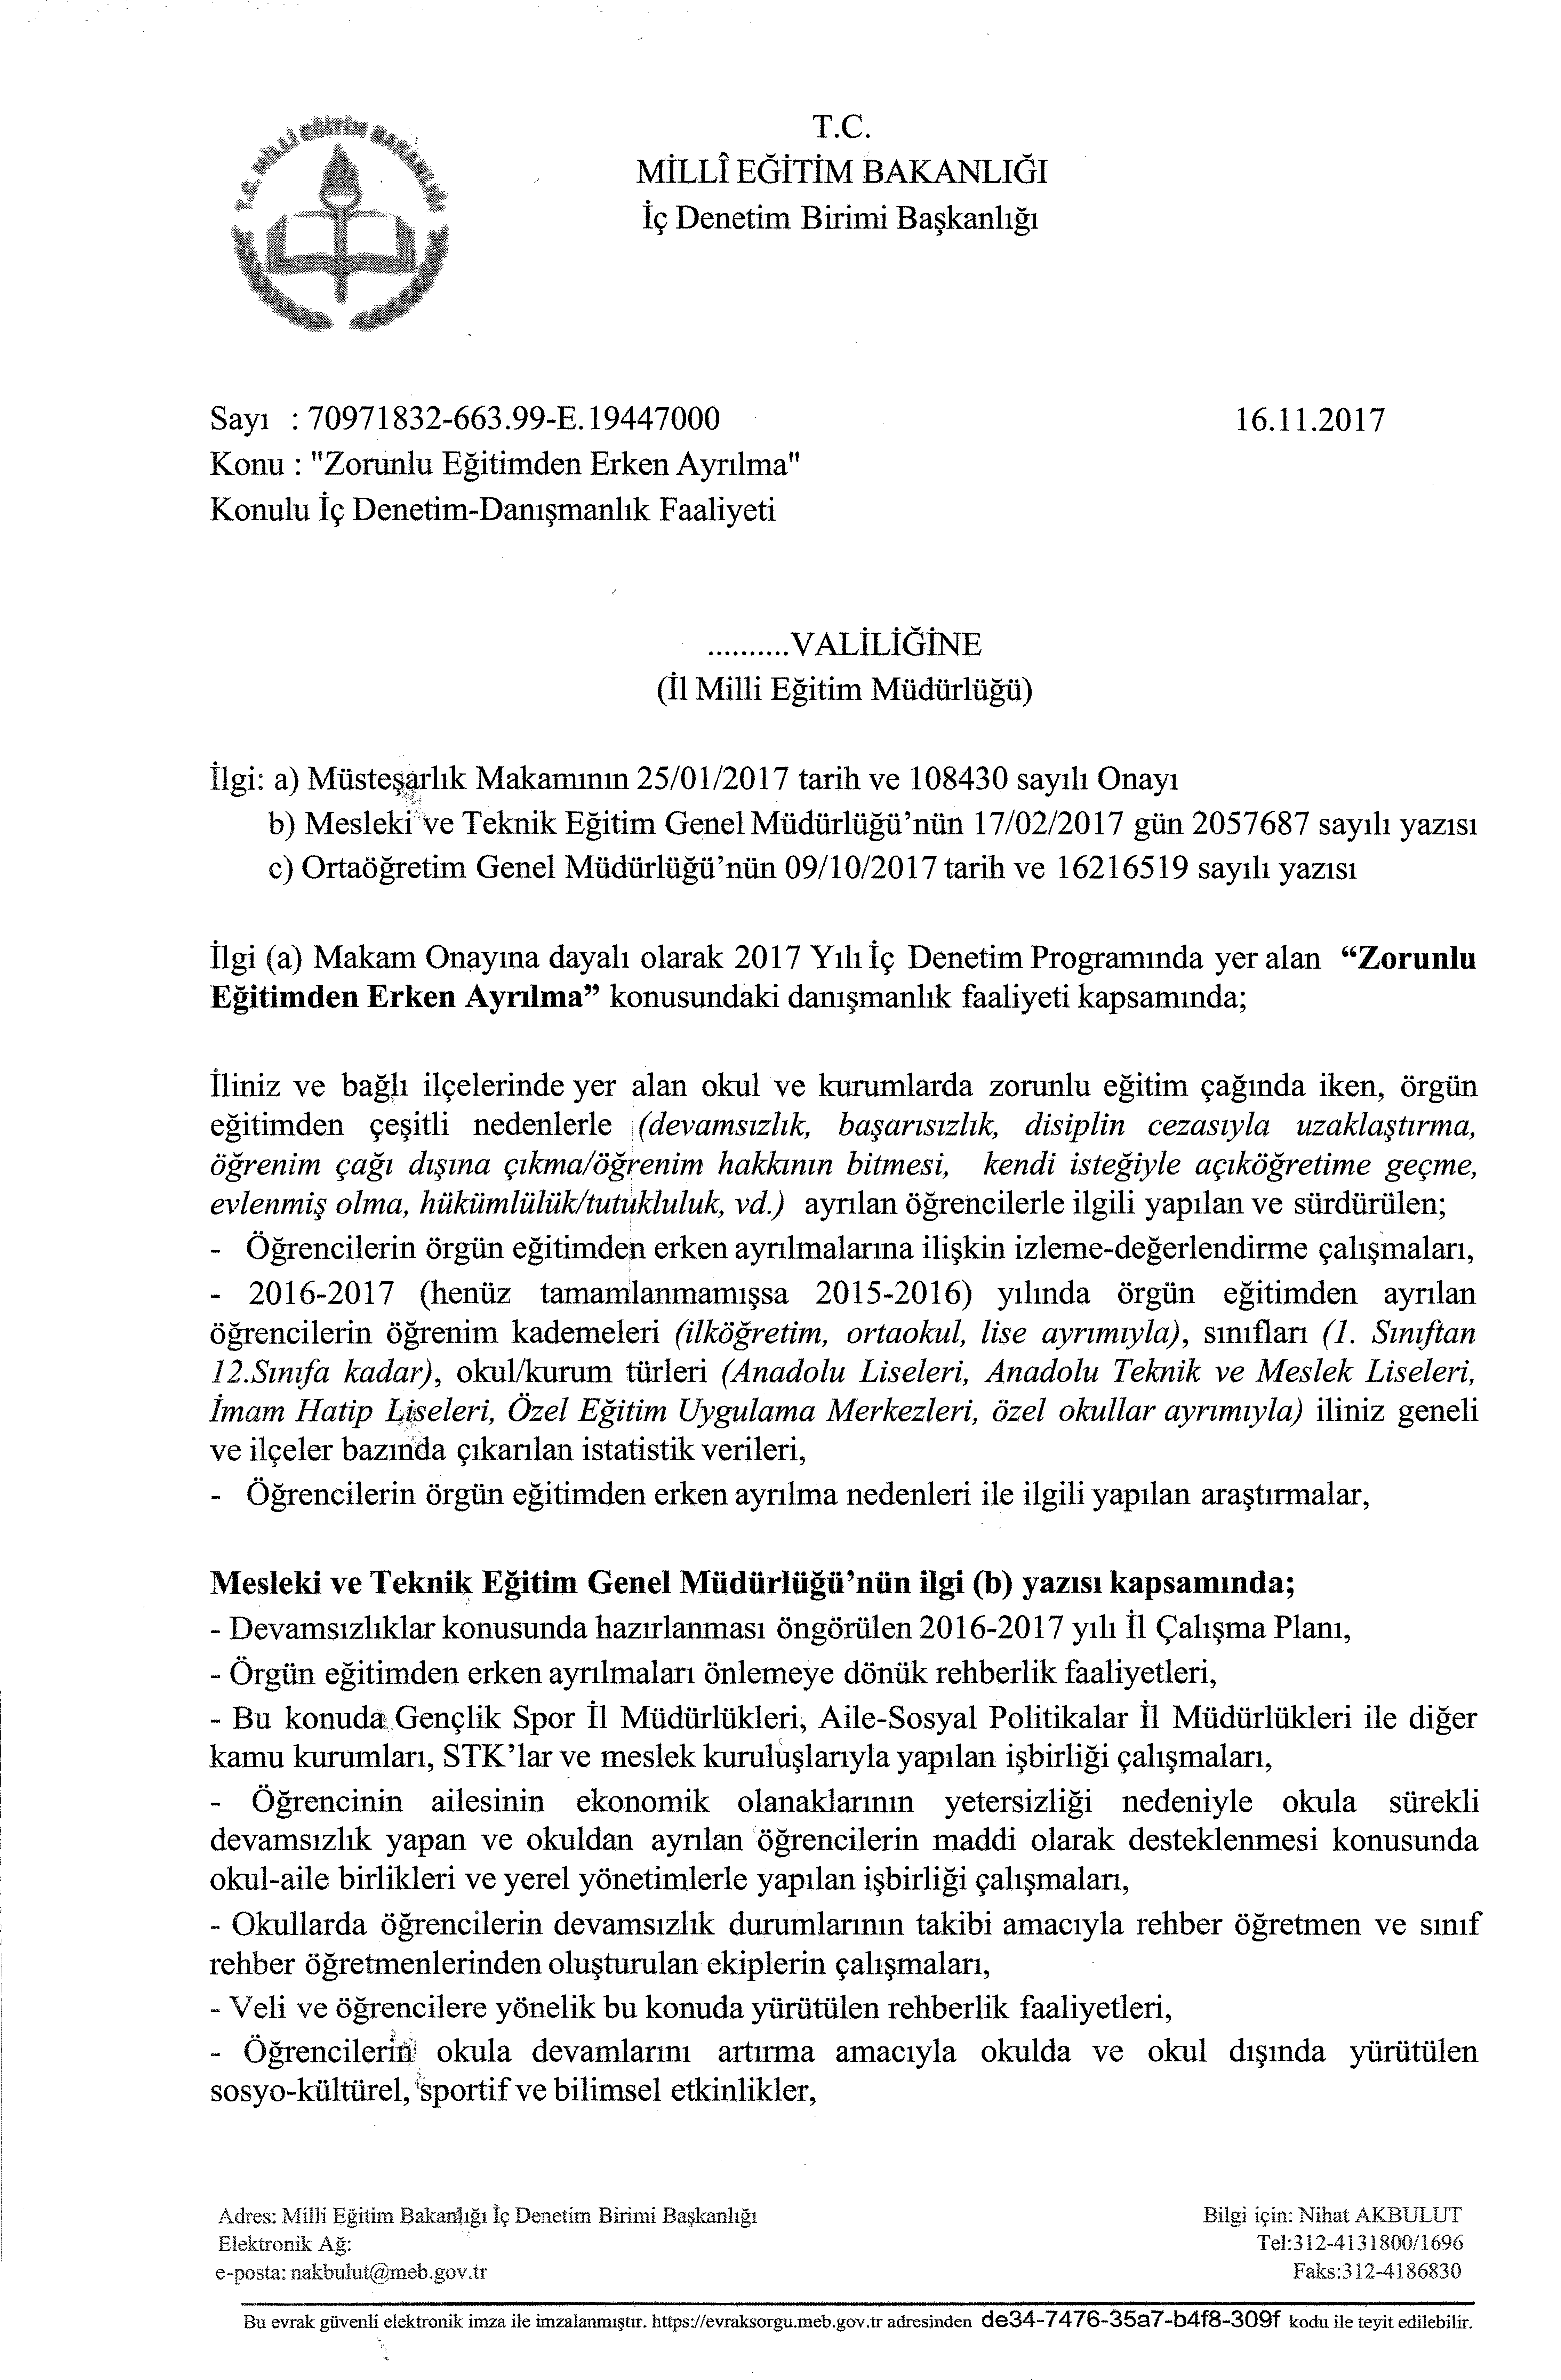 T.C. MİLLÎ EĞİTİM BAKANLIĞI
T.C.
MİLLÎ EĞİTİM BAKANLIĞI
İç Denetim Birimi Başkanlığı
Sayı : 70971832-663.99-E.19447000 16.11.2017
Konu : "Zorunlu Eğitimden Erken Ayrılma"
Konulu İç Denetim-Danışmanlık Faaliyeti
..........VALİLİĞİNE
(İl Milli Eğitim Müdürlüğü)
İlgi: a) Müsteşarlık Makamının 25/01/2017 tarih ve 108430 sayılı Onayı
b) Mesleki ve Teknik Eğitim Genel Müdürlüğü’nün 17/02/2017 gün 2057687 sayılı yazısı
c) Ortaöğretim Genel Müdürlüğü’nün 09/10/2017 tarih ve 16216519 sayılı yazısı
İlgi (a) Makam Onayına dayalı olarak 2017 Yılı İç Denetim Programında yer alan “Zorunlu
Eğitimden Erken Ayrılma” konusundaki danışmanlık faaliyeti kapsamında;
İliniz ve bağlı ilçelerinde yer alan okul ve kurumlarda zorunlu eğitim çağında iken, örgün
eğitimden çeşitli nedenlerle (devamsızlık, başarısızlık, disiplin cezasıyla uzaklaştırma,
öğrenim çağı dışına çıkma/öğrenim hakkının bitmesi, kendi isteğiyle açıköğretime geçme,
evlenmiş olma, hükümlülük/tutukluluk, vd.) ayrılan öğrencilerle ilgili yapılan ve sürdürülen;
- Öğrencilerin örgün eğitimden erken ayrılmalarına ilişkin izleme-değerlendirme çalışmaları,
- 2016-2017 (henüz tamamlanmamışsa 2015-2016) yılında örgün eğitimden ayrılan
öğrencilerin öğrenim kademeleri (ilköğretim, ortaokul, lise ayrımıyla), sınıfları (1. Sınıftan
12.Sınıfa kadar), okul/kurum türleri (Anadolu Liseleri, Anadolu Teknik ve Meslek Liseleri,
İmam Hatip Liseleri, Özel Eğitim Uygulama Merkezleri, özel okullar ayrımıyla) iliniz geneli
ve ilçeler bazında çıkarılan istatistik verileri,
- Öğrencilerin örgün eğitimden erken ayrılma nedenleri ile ilgili yapılan araştırmalar,
Mesleki ve Teknik Eğitim Genel Müdürlüğü’nün ilgi (b) yazısı kapsamında;
- Devamsızlıklar konusunda hazırlanması öngörülen 2016-2017 yılı İl Çalışma Planı,
- Örgün eğitimden erken ayrılmaları önlemeye dönük rehberlik faaliyetleri,
- Bu konuda Gençlik Spor İl Müdürlükleri, Aile-Sosyal Politikalar İl Müdürlükleri ile diğer
kamu kurumları, STK’lar ve meslek kuruluşlarıyla yapılan işbirliği çalışmaları,
- Öğrencinin ailesinin ekonomik olanaklarının yetersizliği nedeniyle okula sürekli
devamsızlık yapan ve okuldan ayrılan öğrencilerin maddi olarak desteklenmesi konusunda
okul-aile birlikleri ve yerel yönetimlerle yapılan işbirliği çalışmaları,
- Okullarda öğrencilerin devamsızlık durumlarının takibi amacıyla rehber öğretmen ve sınıf
rehber öğretmenlerinden oluşturulan ekiplerin çalışmaları,
- Veli ve öğrencilere yönelik bu konuda yürütülen rehberlik faaliyetleri,
- Öğrencilerin okula devamlarını artırma amacıyla okulda ve okul dışında yürütülen
sosyo-kültürel, sportif ve bilimsel etkinlikler,
Adres: Milli Eğitim Bakanlığı İç Denetim Birimi Başkanlığı Bilgi için: Nihat AKBULUT
Elektronik Ağ: Tel:312-4131800/1696
e-posta: nakbulut@meb.gov.tr Faks:312-4186830
Bu evrak güvenli elektronik imza ile imzalanmıştır. https://evraksorgu.meb.gov.tr adresinden de34-7476-35a7-b4f8-309f kodu ile teyit edilebilir.